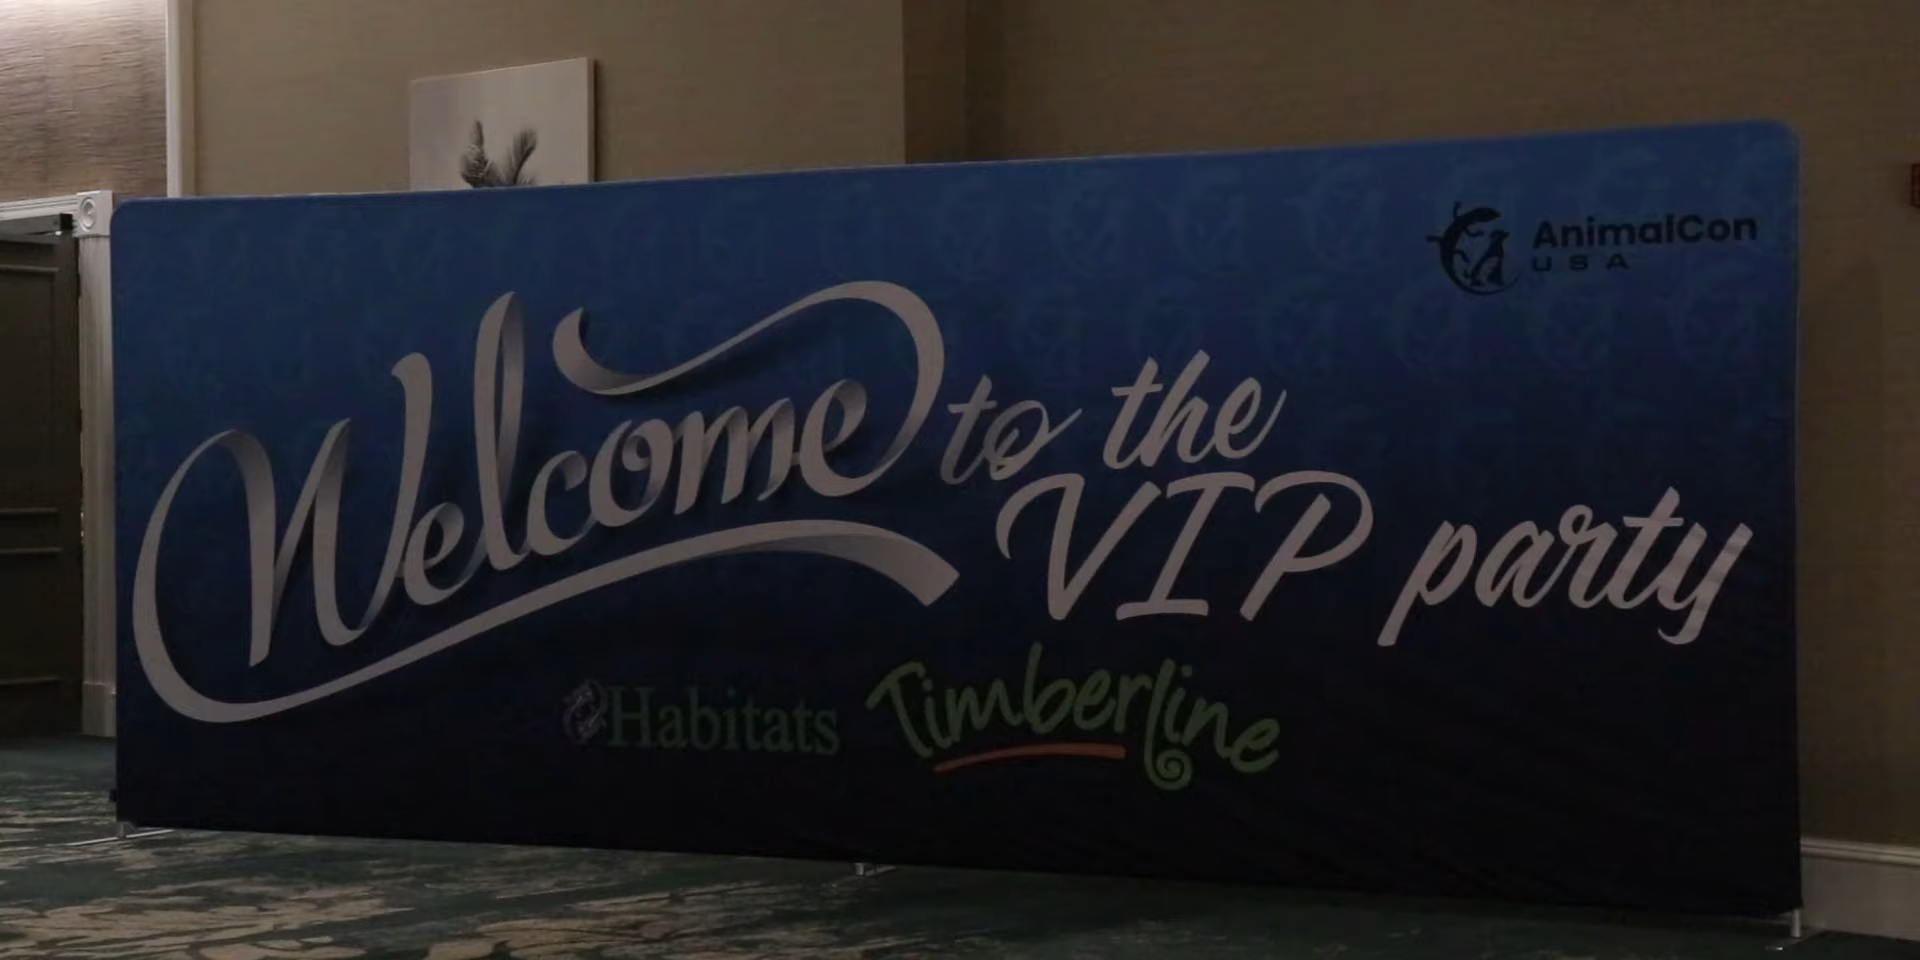 AnimalCon
USA
Welcome to the
VIP party
Habitats Timberline